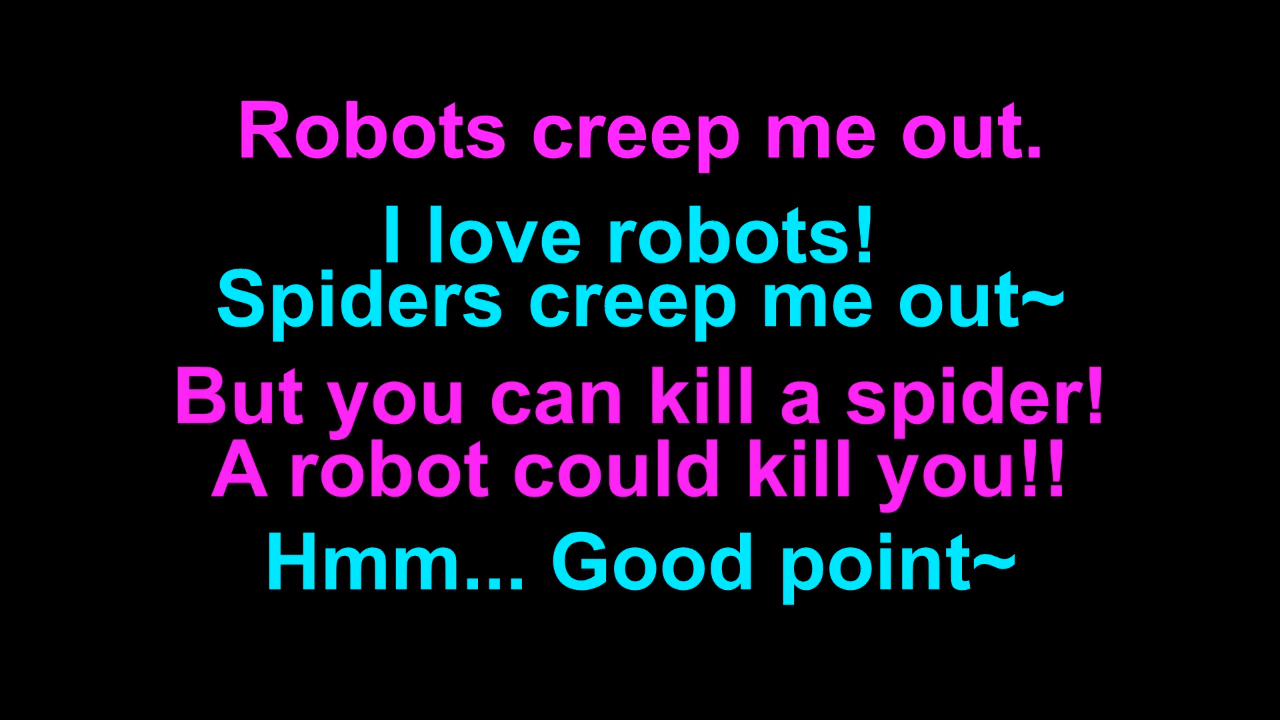 Robots creep me out.
I love robots!
Spiders creep me out~
But you can kill a spider!
A robot could kill you!!
Hmm... Good point~